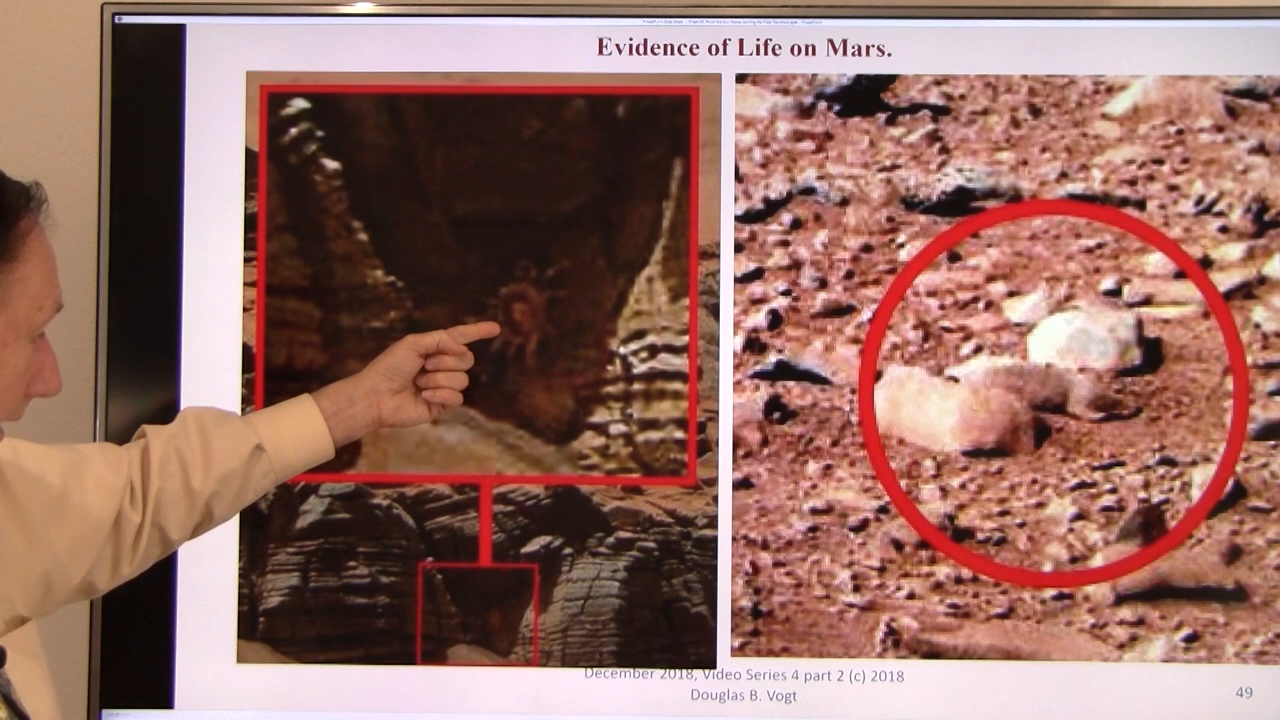 Evidence of Life on Mars.
December 2018, Video Series 4 part 2 (c) 2018
Douglas B. Vogt
49